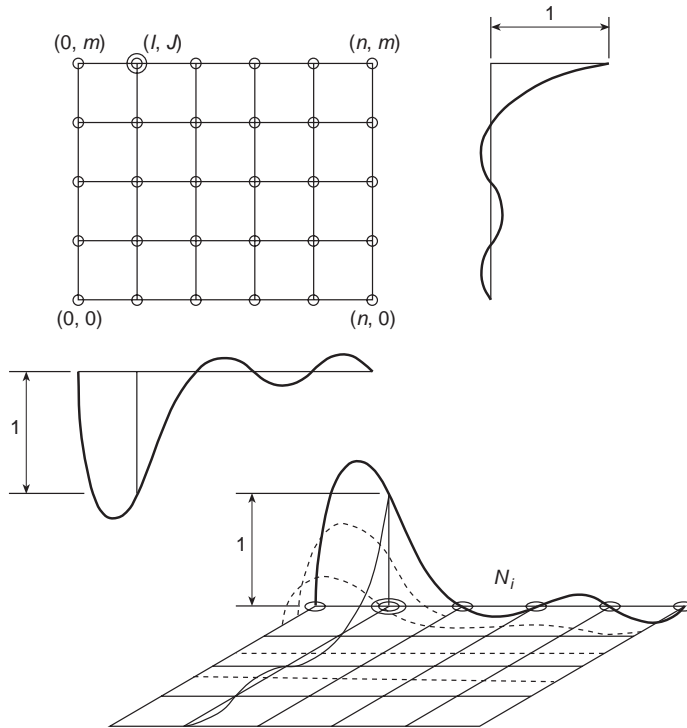 1
(0, m) (I, J) (n, m)
(0, 0) (n, 0)
1
1
N_i